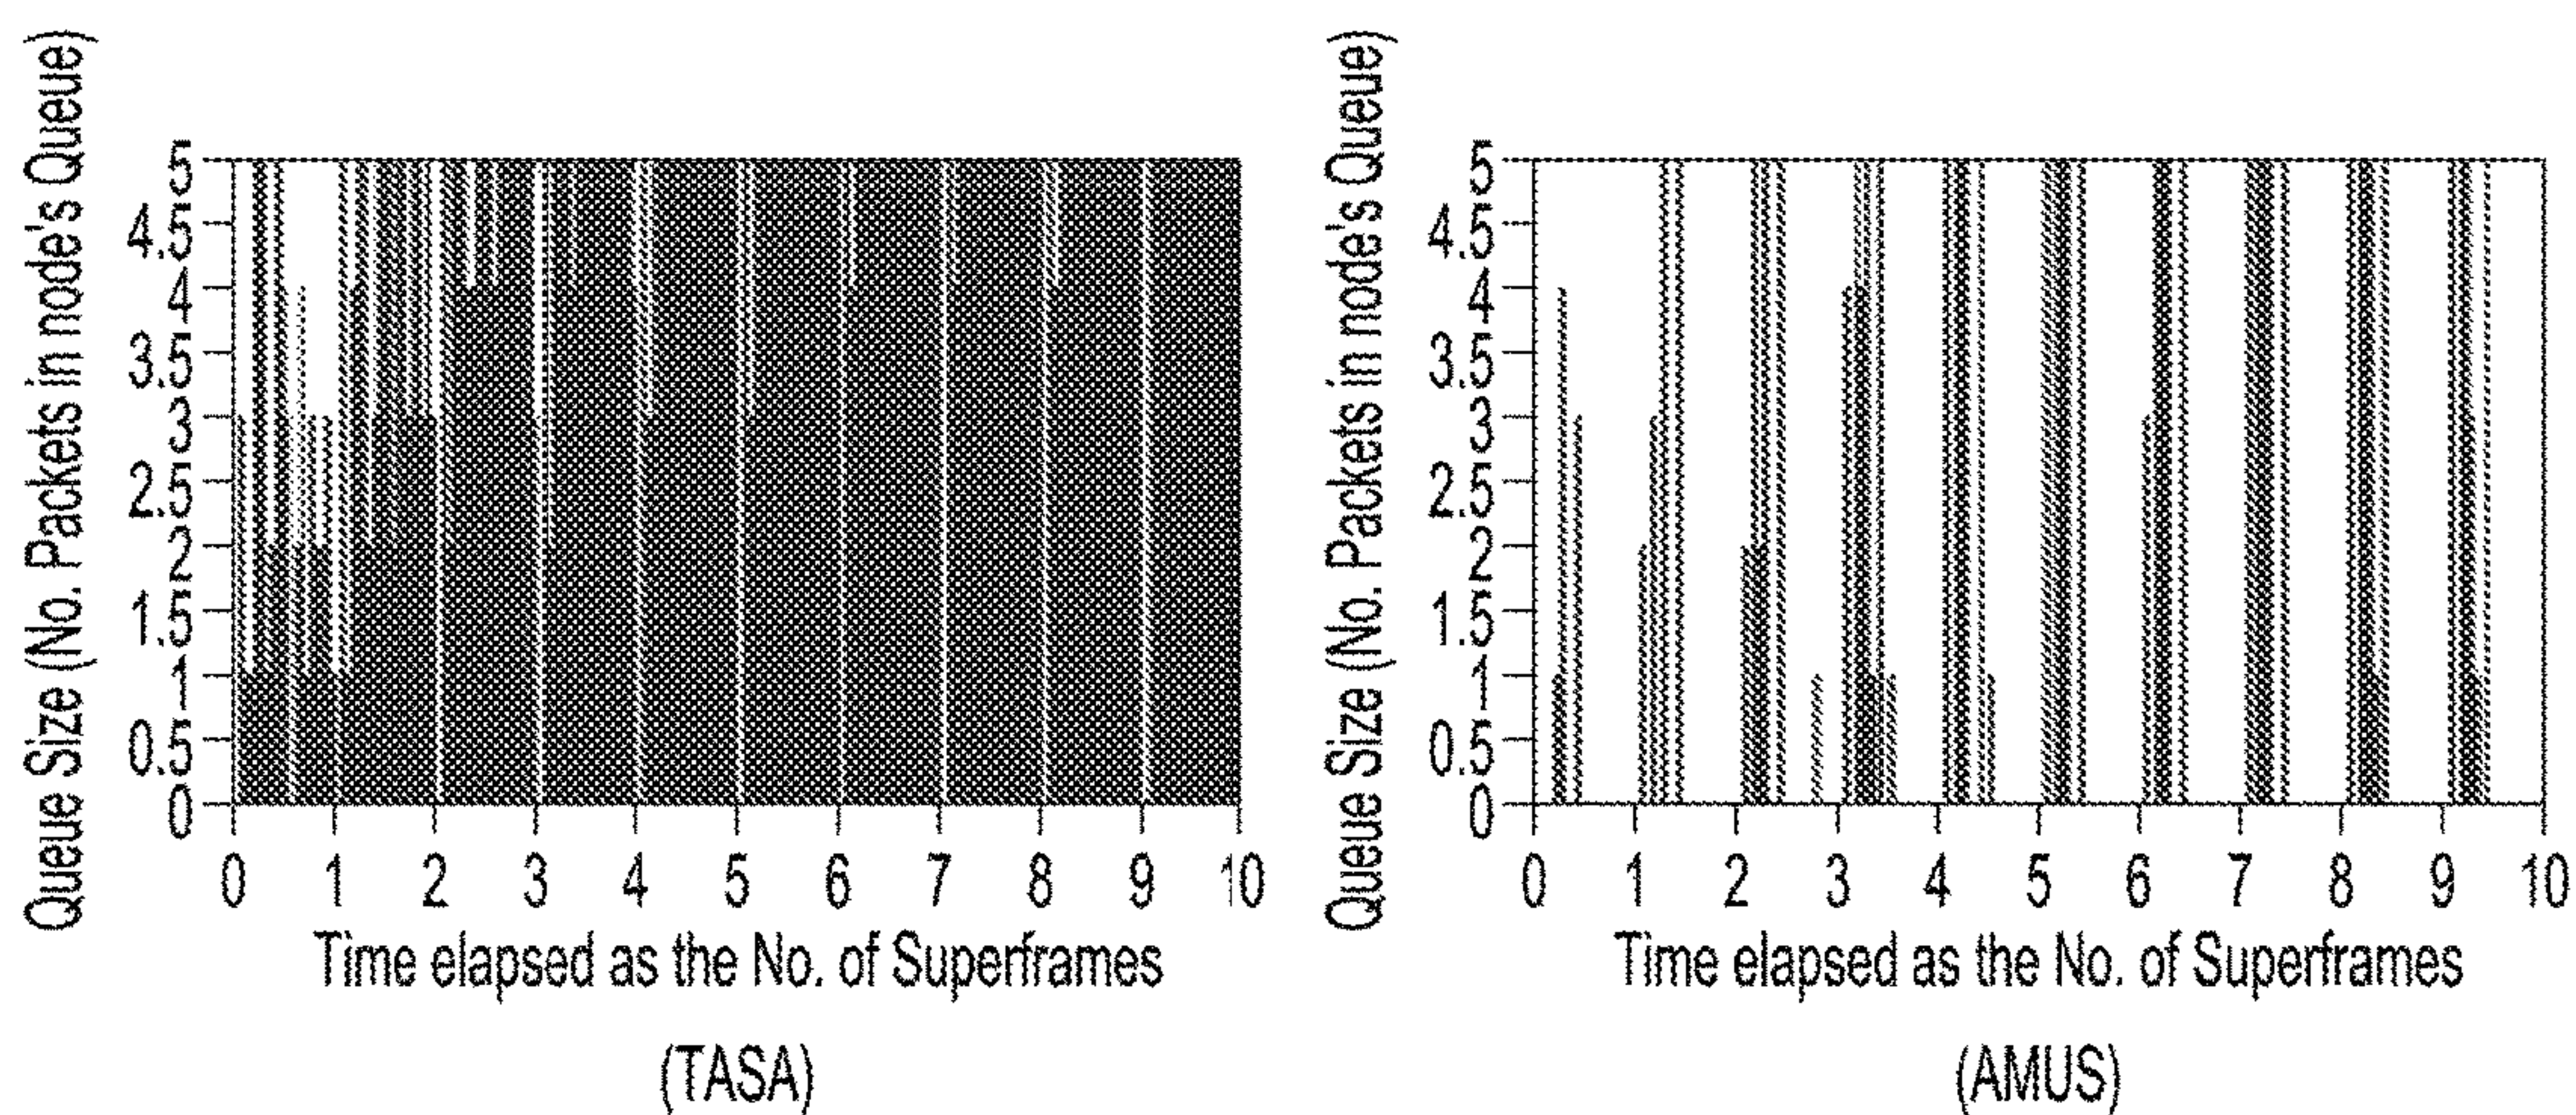 Queue Size (No. Packets in node's Queue)
5
4.5
4
3.5
3
2.5
2
1.5
1
0.5
0
0 1 2 3 4 5 6 7 8 9 10
Time elapsed as the No. of Superframes
(TASA)
Queue Size (No. Packets in node's Queue)
5
4.5
4
3.5
3
2.5
2
1.5
1
0.5
0
0 1 2 3 4 5 6 7 8 9 10
Time elapsed as the No. of Superframes
(AMUS)